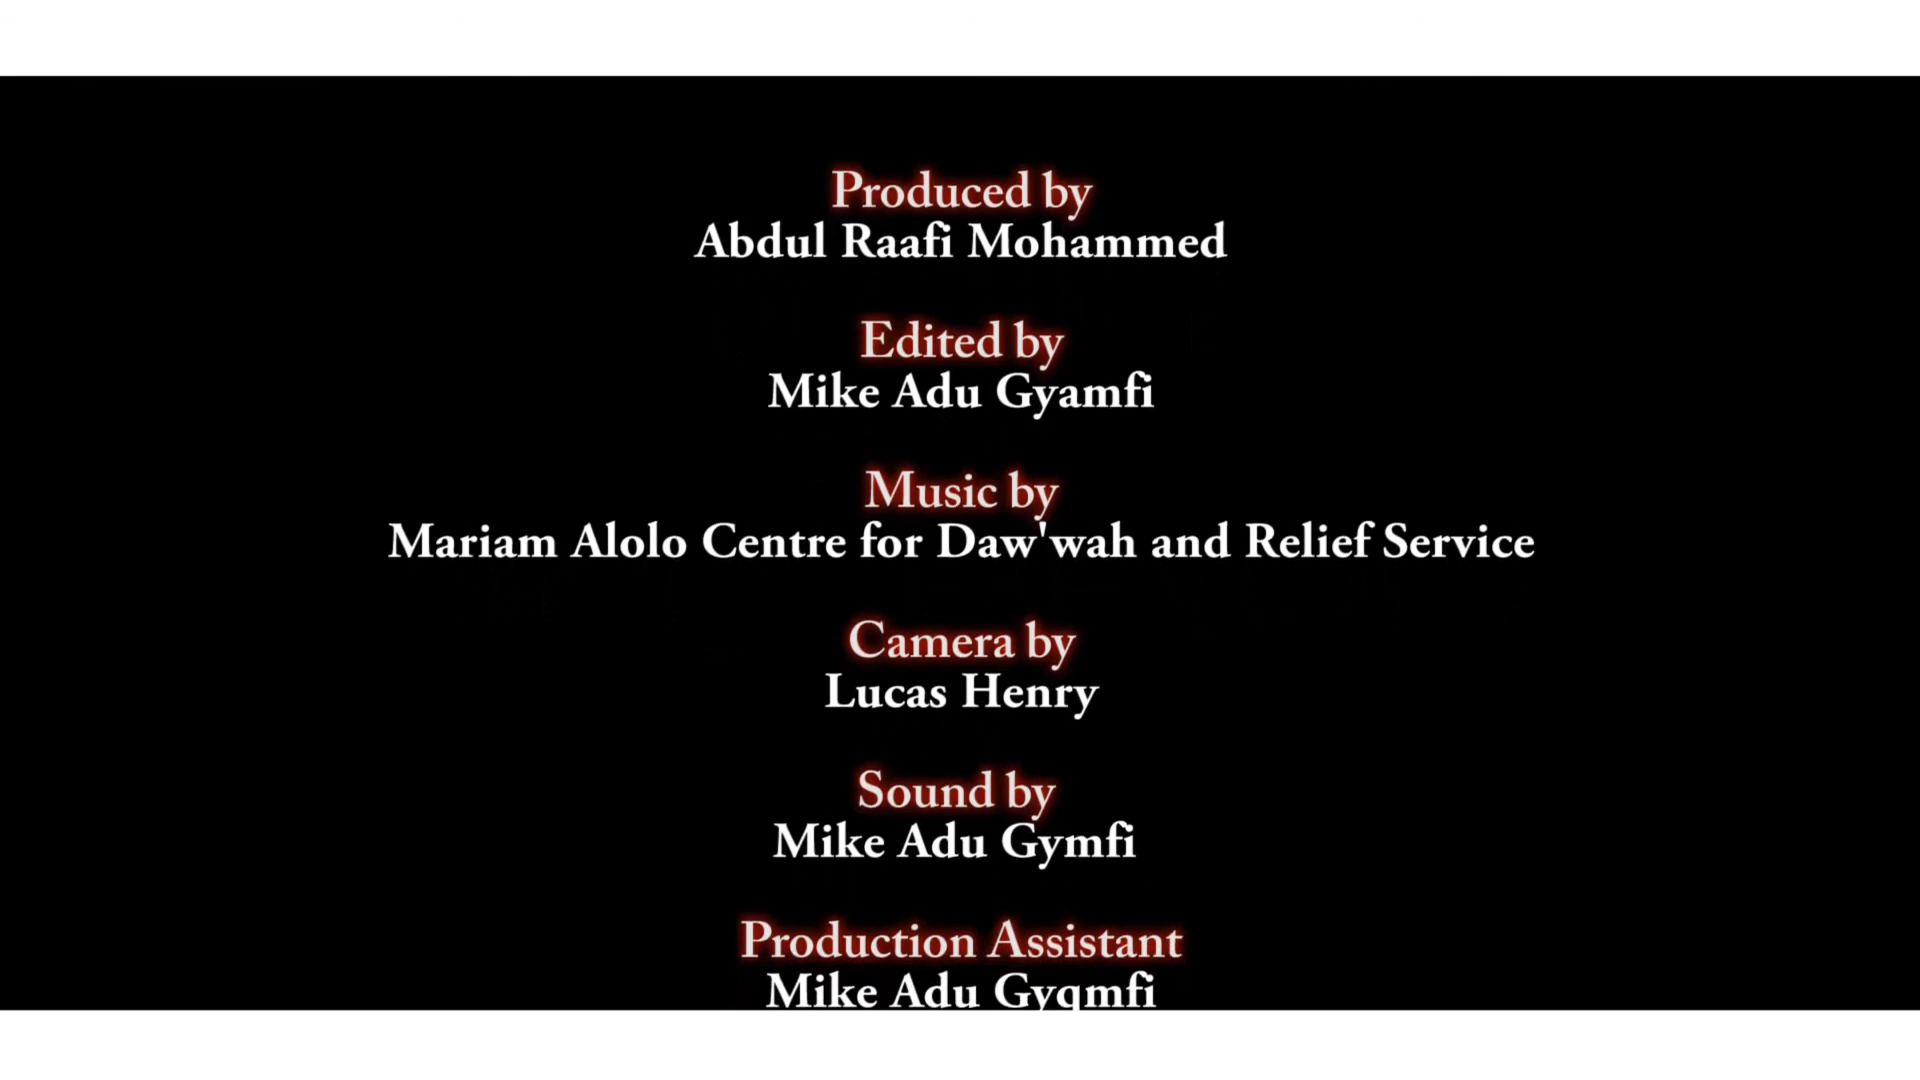 Produced by
Abdul Raafi Mohammed
Edited by
Mike Adu Gyamfi
Music by
Mariam Alolo Centre for Daw'wah and Relief Service
Camera by
Lucas Henry
Sound by
Mike Adu Gymfi
Production Assistant
Mike Adu Gyqmfi